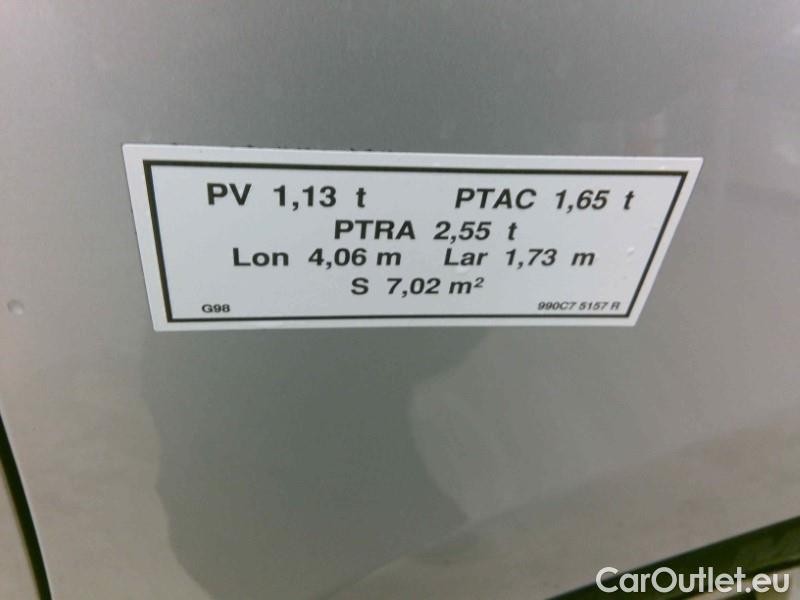 PV 1,13 t PTAC 1,65 t
PTRA 2,55 t
Lon 4,06 m Lar 1,73 m
S 7,02 m²
G98 990C7 5157 R
CarOutlet.eu